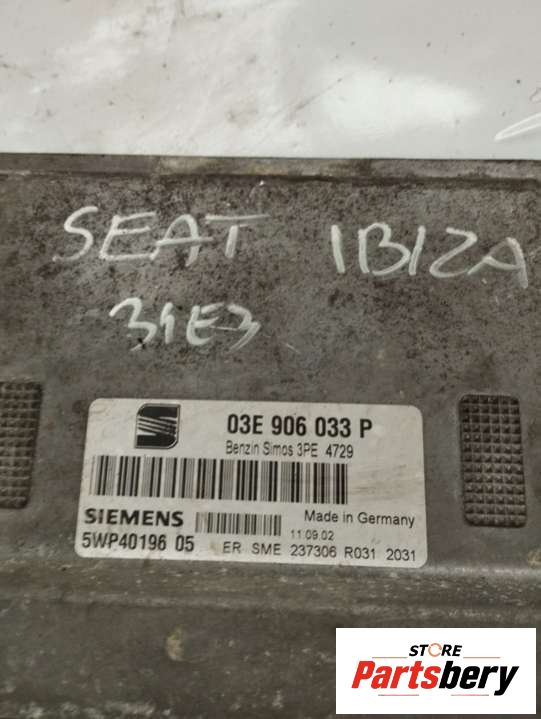 SEAT IBIZA
31E3
03E 906 033 P
Benzin Simos 3PE 4729
SIEMENS
Made in Germany
11.09.02
5WP40196 05
ER SME 237306 R031 2031
STORE
Partsbery